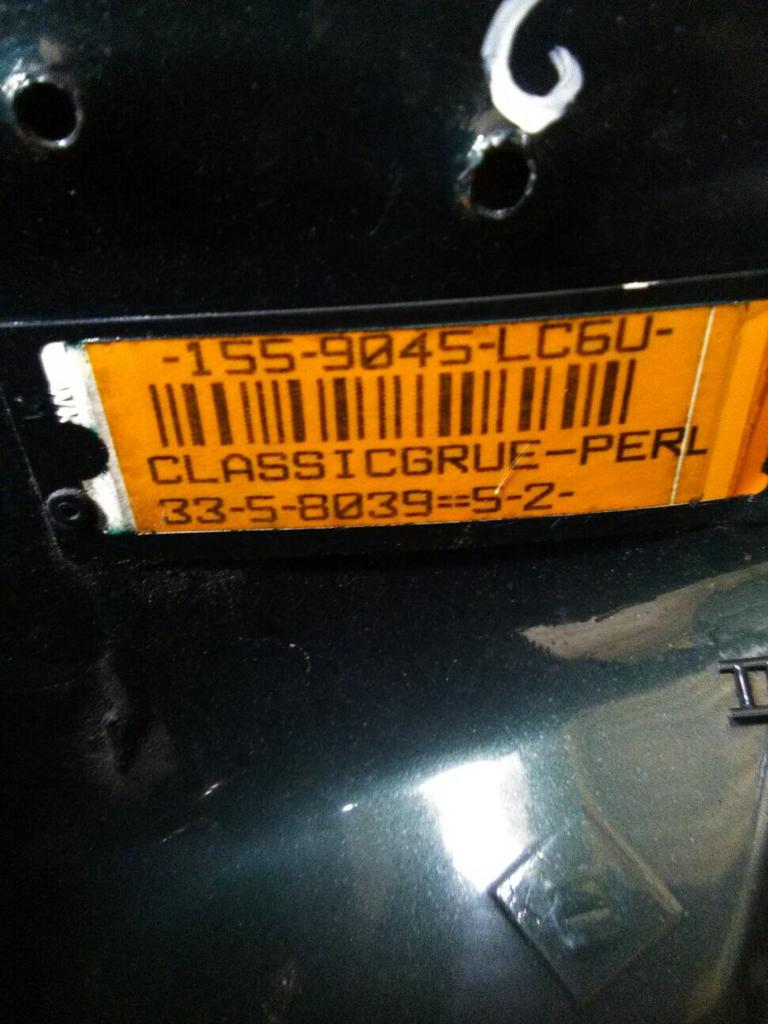 -155-9045-LC6U-
CLASSICGRUE-PERL
33-5-8039==5-2-